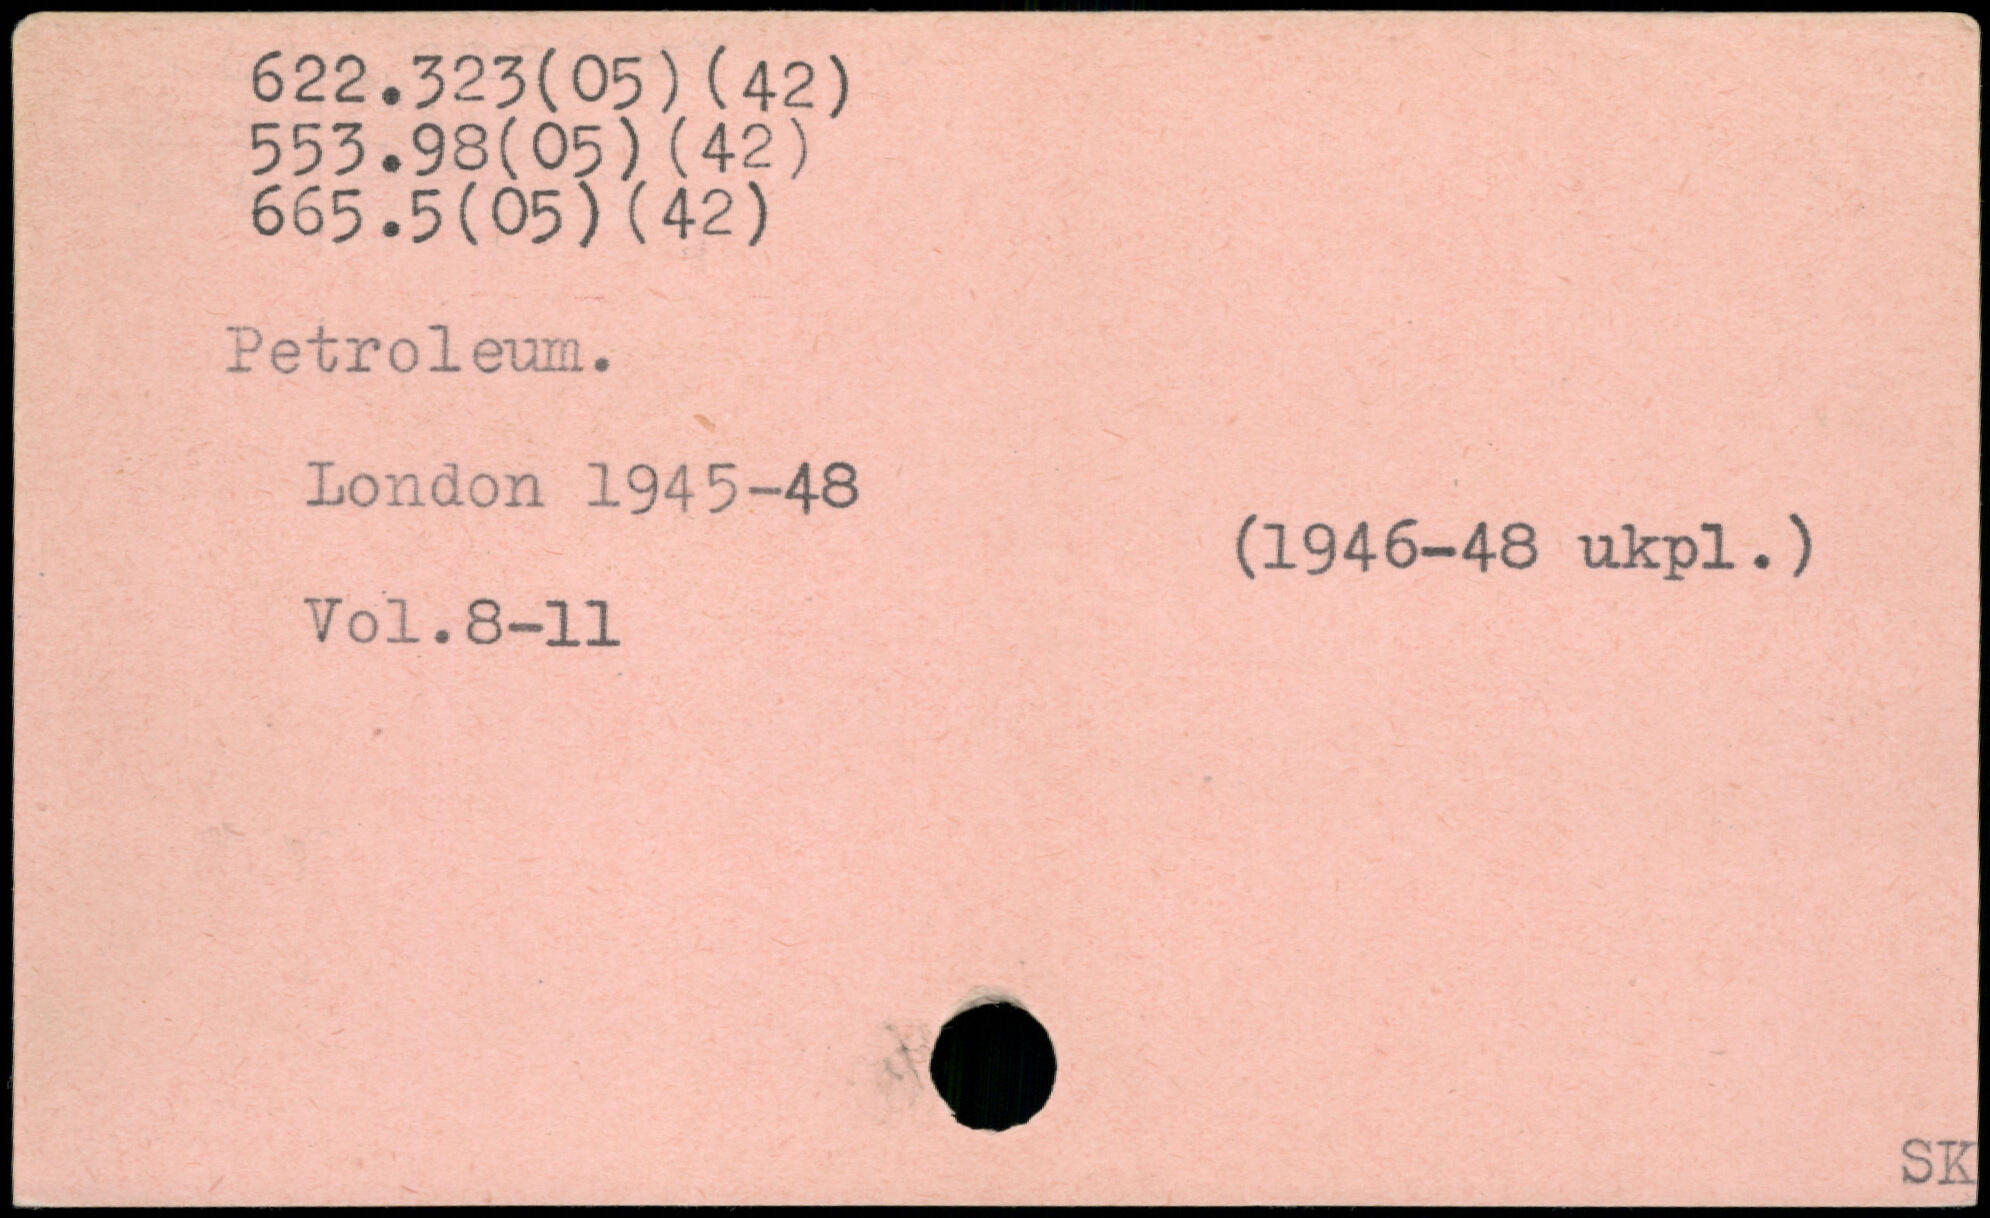 622.323(05)(42)
553.98(05)(42)
665.5(05)(42)
Petroleum.
London 1945-48
(1946-48 ukpl.)
Vol.8-11
SK